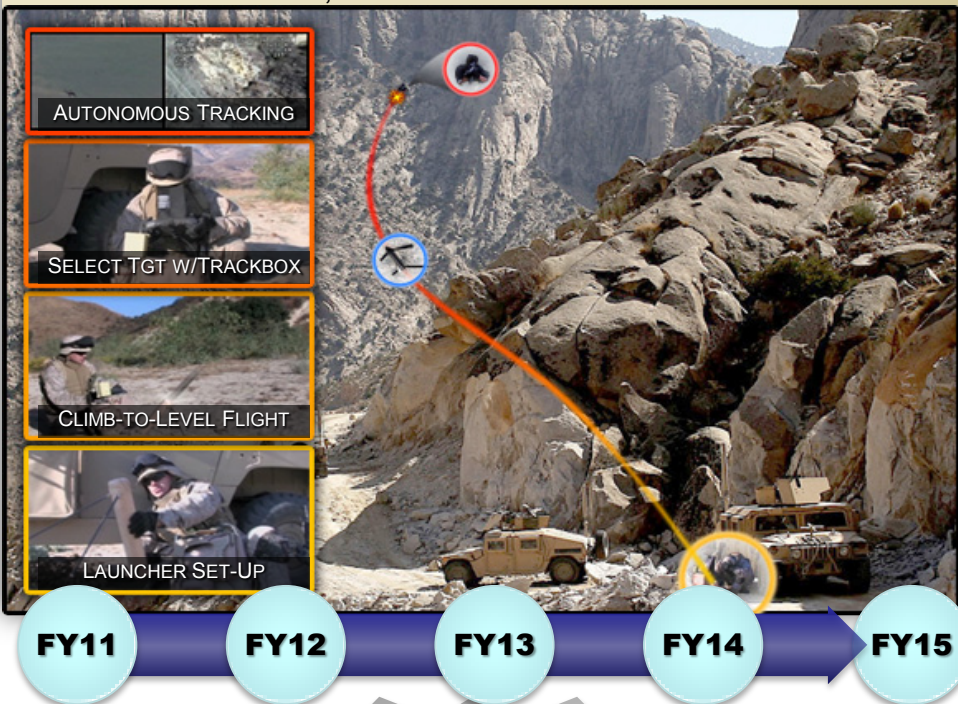 AUTONOMOUS TRACKING
SELECT TGT W/TRACKBOX
CLIMB-TO-LEVEL FLIGHT
LAUNCHER SET-UP
FY11 FY12 FY13 FY14 FY15